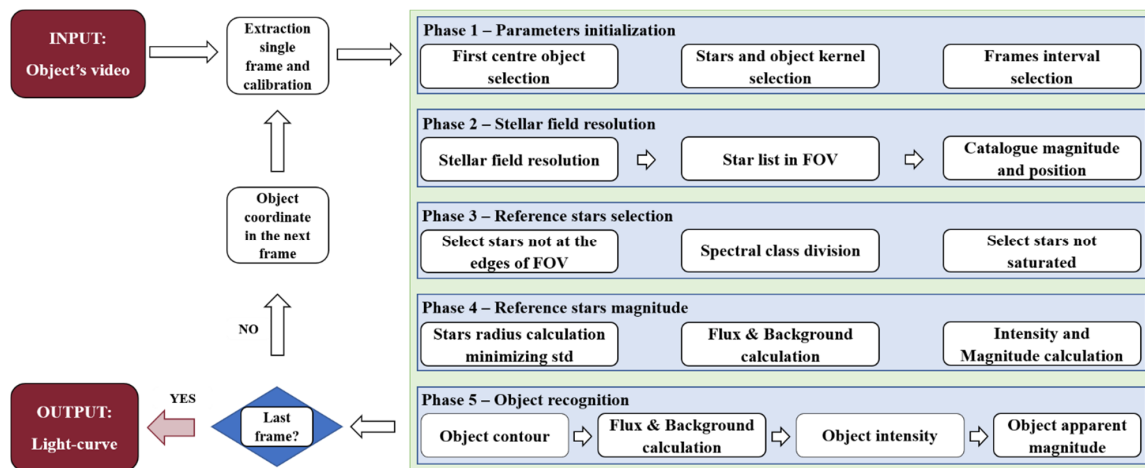 INPUT:
Object's video
Extraction
single
frame and
calibration
Object
coordinate
in the next
frame
NO
Last
frame?
YES
OUTPUT:
Light-curve
Phase 1 – Parameters initialization
First centre object
selection
Stars and object kernel
selection
Frames interval
selection
Phase 2 – Stellar field resolution
Stellar field resolution
Star list in FOV
Catalogue magnitude
and position
Phase 3 – Reference stars selection
Select stars not at the
edges of FOV
Spectral class division
Select stars not
saturated
Phase 4 – Reference stars magnitude
Stars radius calculation
minimizing std
Flux & Background
calculation
Intensity and
Magnitude calculation
Phase 5 – Object recognition
Object contour
Flux & Background
calculation
Object intensity
Object apparent
magnitude